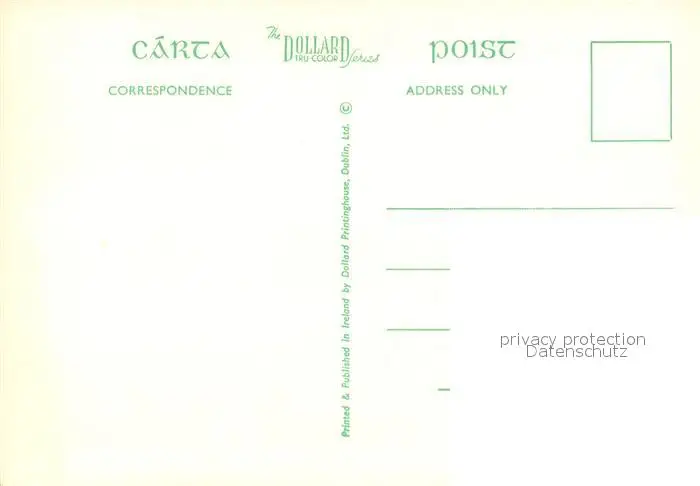 CÁRTA
The
DOLLARD
TRU-COLOR Series
POIST
CORRESPONDENCE
ADDRESS ONLY
Printed & Published in Ireland by Dollard Printinghouse, Dublin, Ltd. ©
privacy protection
Datenschutz